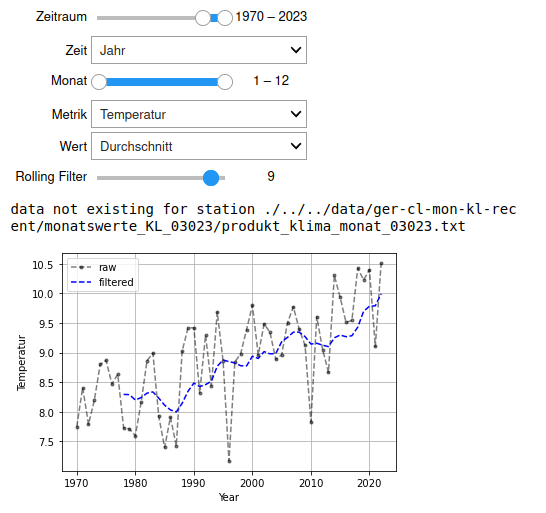 Zeitraum 1970 – 2023
Zeit Jahr
Monat 1 – 12
Metrik Temperatur
Wert Durchschnitt
Rolling Filter 9
data not existing for station ./../../data/ger-cl-mon-kl-rec
ent/monatswerte_KL_03023/produkt_klima_monat_03023.txt
raw
filtered
10.5
10.0
9.5
9.0
8.5
8.0
7.5
Temperatur
1970 1980 1990 2000 2010 2020
Year